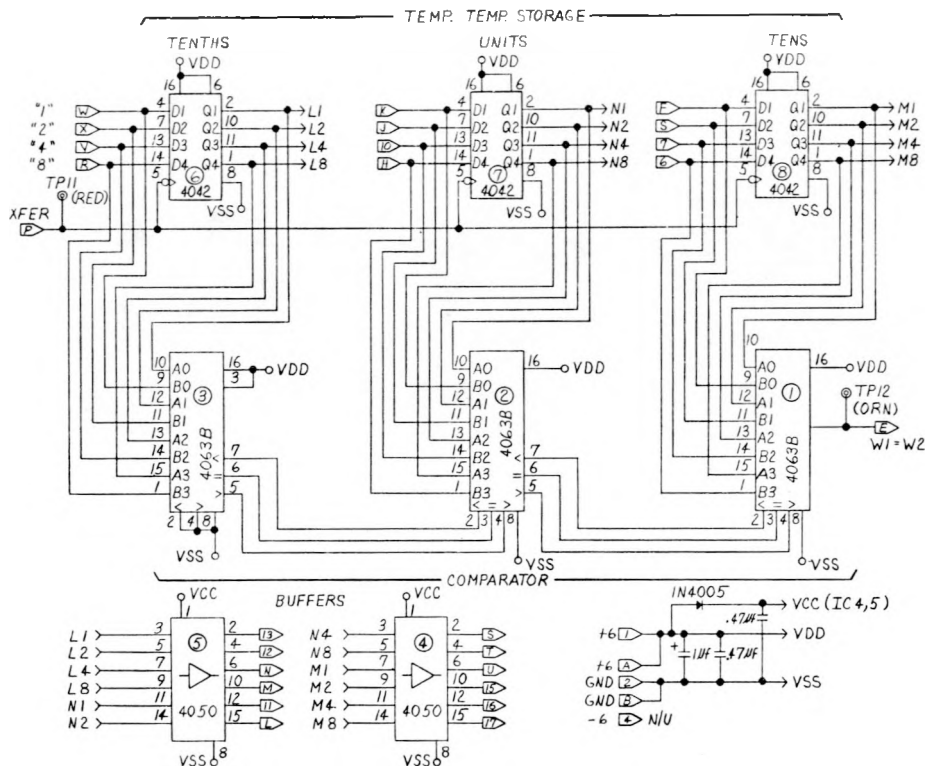 TEMP. TEMP. STORAGE
TENTHS UNITS TENS
VDD VDD VDD
16 6 16 6 16 6
"1" W 4 D1 Q1 2 L1 4 D1 Q1 2 N1 F 4 D1 Q1 2 M1
"2" X 7 D2 Q2 10 L2 J 7 D2 Q2 10 N2 S 7 D2 Q2 10 M2
"4" V 13 D3 Q3 11 L4 10 13 D3 Q3 11 N4 7 13 D3 Q3 11 M4
"8" R 14 D4 Q4 1 L8 H 14 D4 Q4 1 N8 6 14 D4 Q4 1 M8
5 6 8 5 7 8 5 8 8
4042 4042 4042
TP11 (RED) VSS VSS VSS
XFER
P
10 A0 16 VDD 10 A0 16 VDD 10 A0 16 VDD
9 B0 3 9 B0 9 B0
12 A1 3 12 A1 2 12 A1 1 TP12
11 B1 11 B1 11 B1 (ORN)
13 A2 13 A2 13 A2 E
14 B2 < 7 14 B2 < 7 14 B2 W1=W2
15 A3 = 6 15 A3 = 6 15 A3
1 B3 > 5 1 B3 > 5 1 B3
4063B 4063B 4063B
< > < = > < = >
2 4 8 2 3 4 8 2 3 4 8
VSS VSS VSS
COMPARATOR
VCC BUFFERS VCC
1 1
L1 3 5 2 13 N4 3 4 2 S
L2 5 4 12 N8 5 4 T
L4 7 6 N M1 7 6 U
L8 9 10 M M2 9 10 15
N1 11 12 11 M4 11 12 16
N2 14 15 L M8 14 15 17
4050 4050
VSS 8 VSS 8
1N4005
VCC (IC4,5)
.47µF
+6 1 VDD
+ 1µF .47µF
+6 A
GND 2 VSS
GND B
-6 4 N/U